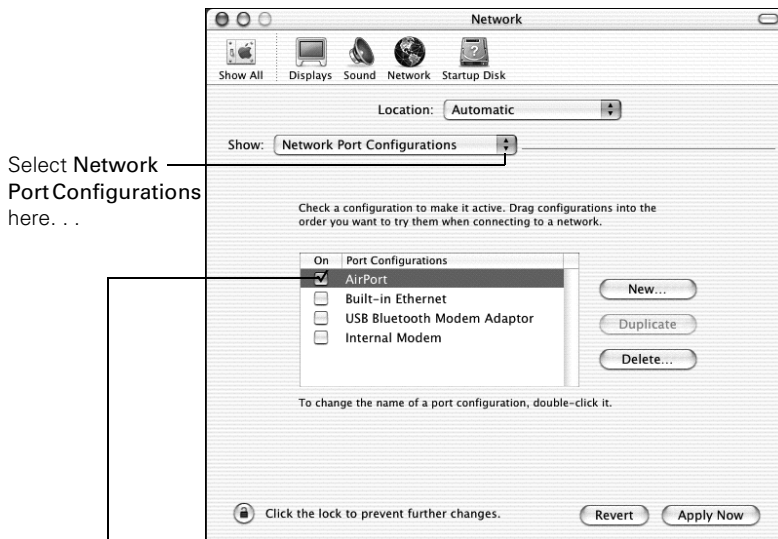 Network
Show All Displays Sound Network Startup Disk
Location: Automatic
Show: Network Port Configurations
Select Network
Port Configurations
here. . .
Check a configuration to make it active. Drag configurations into the
order you want to try them when connecting to a network.
On Port Configurations
AirPort
Built-in Ethernet
USB Bluetooth Modem Adaptor
Internal Modem
New...
Duplicate
Delete...
To change the name of a port configuration, double-click it.
Click the lock to prevent further changes.
Revert Apply Now